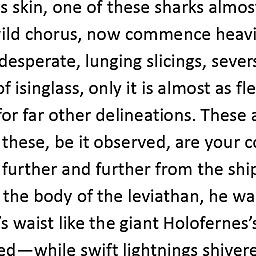 s skin, one of these sharks almos
ild chorus, now commence heavi
desperate, lunging slicings, severs
of isinglass, only it is almost as fle
for far other delineations. These a
these, be it observed, are your co
further and further from the ship
the body of the leviathan, he wa
's waist like the giant Holofernes's
ed—while swift lightnings shivere